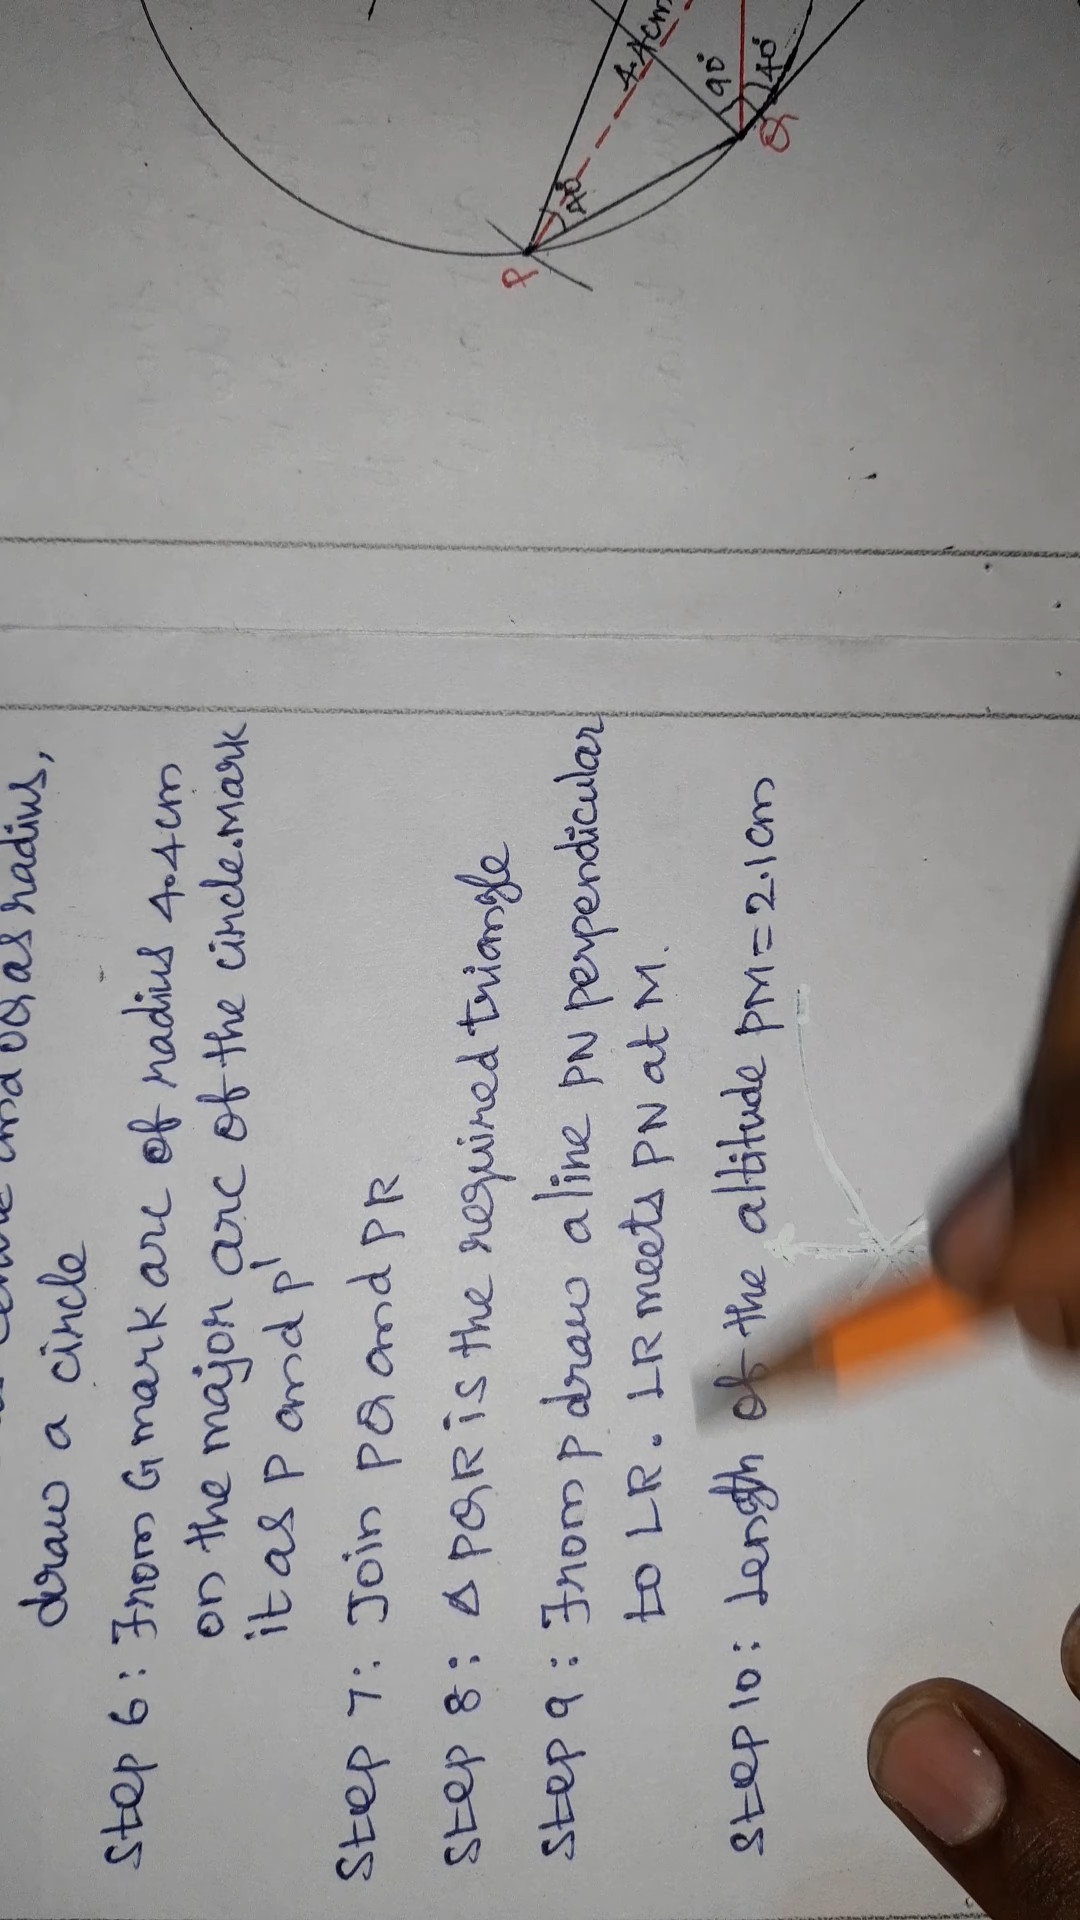 draw a circle
Step 6: From G mark arc of radius 4.4cm
on the major arc of the circle. Mark
it as P and P'
Step 7: Join PQ and PR
Step 8: Δ PQR is the required triangle
Step 9: From P draw a line PN perpendicular
to LR. LR meets PN at M.
Step 10: Length of the altitude PM=2.1cm
4.4cm
90°
40°
40°
P
Q